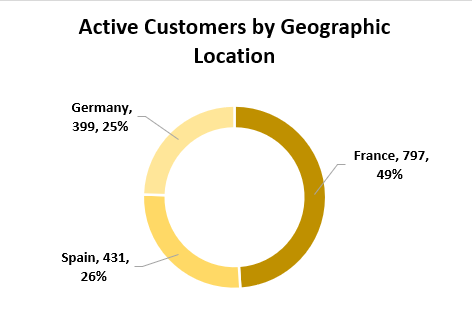 Active Customers by Geographic
Location
Germany,
399, 25%
France, 797,
49%
Spain, 431,
26%